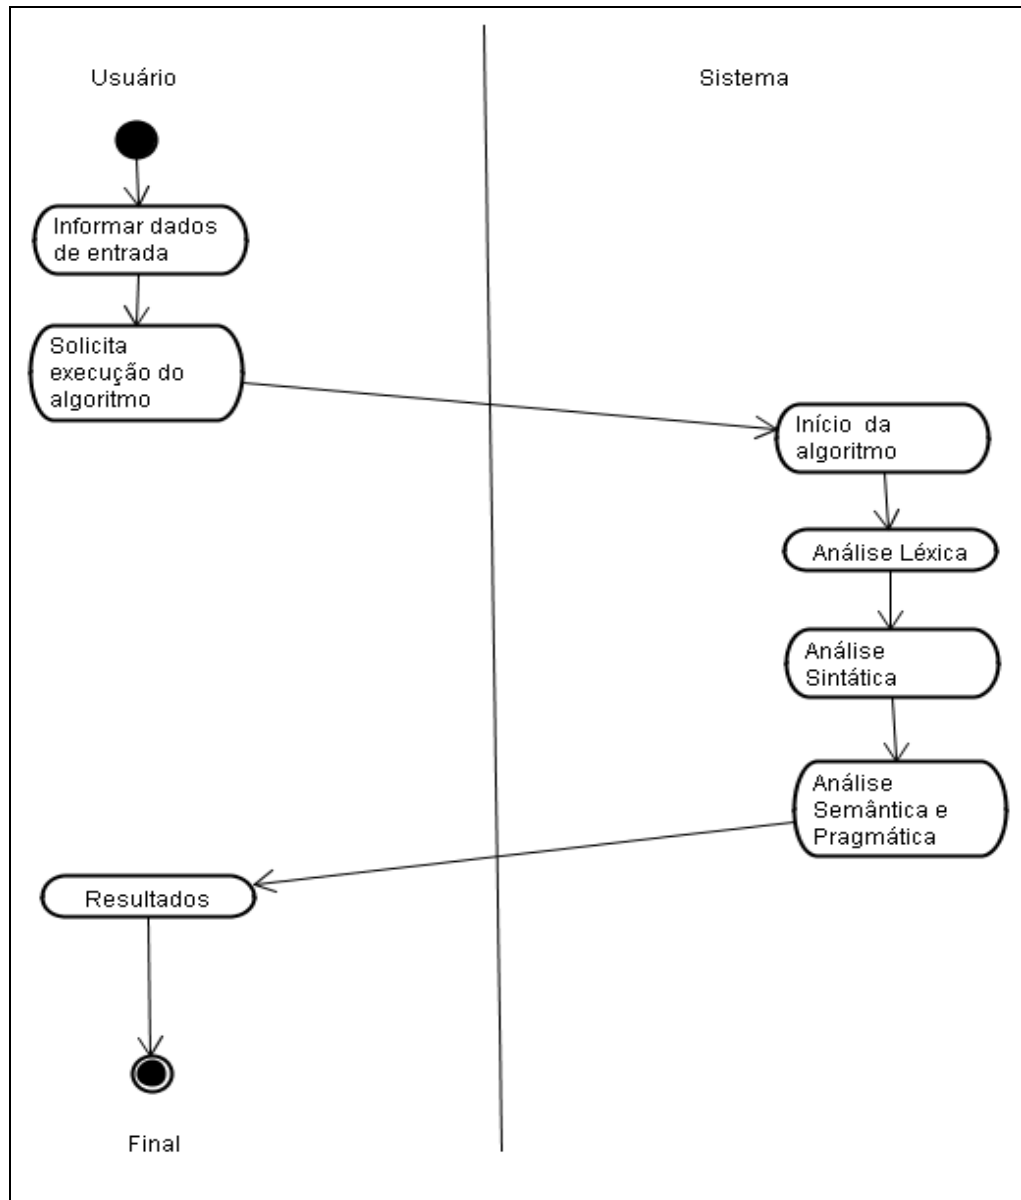 Usuário
Sistema
Informar dados
de entrada
Solicita
execução do
algoritmo
Início  da
algoritmo
Análise Léxica
Análise
Sintática
Análise
Semântica e
Pragmática
Resultados
Final